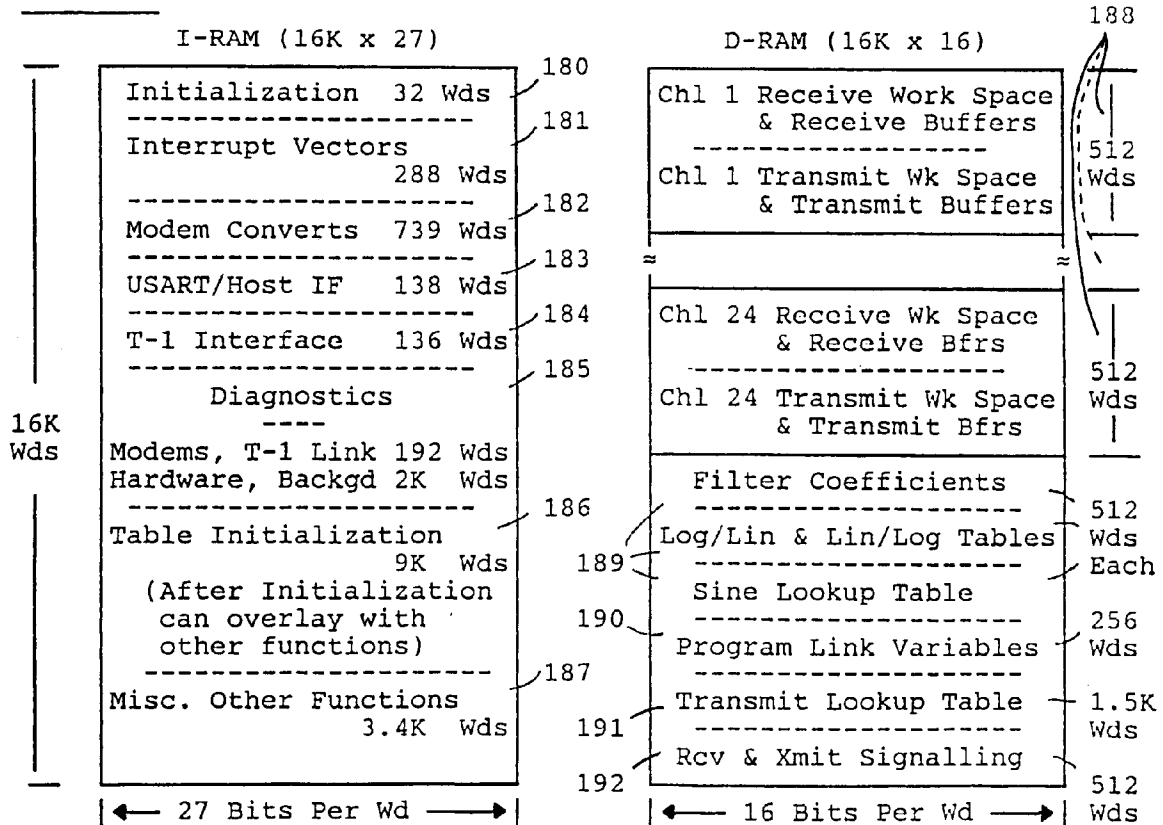 I-RAM (16K x 27)
180
Initialization 32 Wds
181
Interrupt Vectors
288 Wds
182
Modem Converts 739 Wds
183
USART/Host IF 138 Wds
184
T-1 Interface 136 Wds
185
Diagnostics
Modems, T-1 Link 192 Wds
Hardware, Backgd 2K Wds
186
Table Initialization
9K Wds
(After Initialization
can overlay with
other functions)
187
Misc. Other Functions
3.4K Wds
16K
Wds
27 Bits Per Wd
D-RAM (16K x 16)
188
Chl 1 Receive Work Space
& Receive Buffers
Chl 1 Transmit Wk Space
& Transmit Buffers
512
Wds
≈ ≈
Chl 24 Receive Wk Space
& Receive Bfrs
Chl 24 Transmit Wk Space
& Transmit Bfrs
512
Wds
Filter Coefficients
Log/Lin & Lin/Log Tables
189
Sine Lookup Table
512
Wds
Each
190
Program Link Variables
256
Wds
191
Transmit Lookup Table
1.5K
Wds
192
Rcv & Xmit Signalling
512
Wds
16 Bits Per Wd